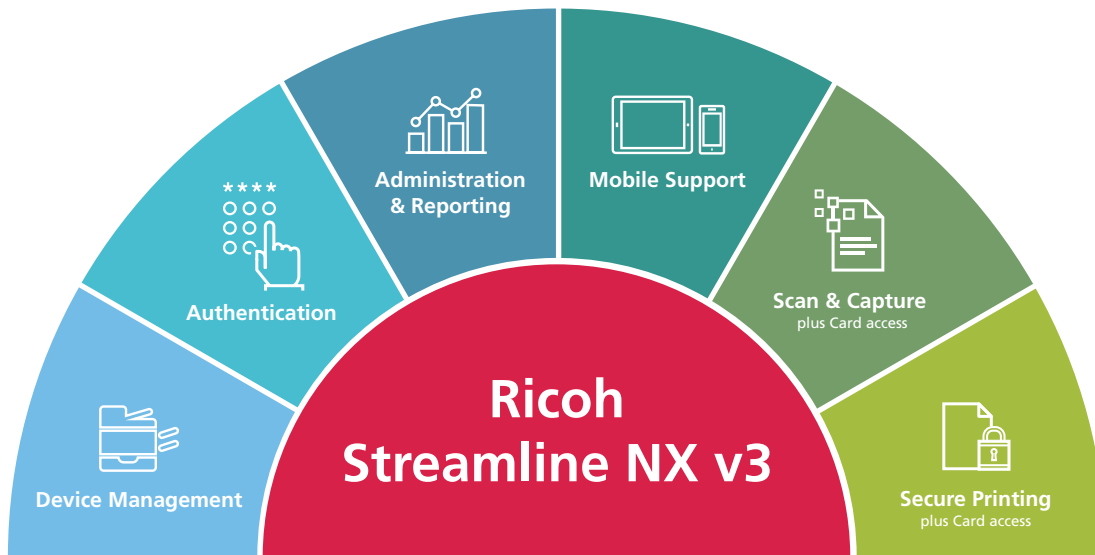 Device Management
****
Authentication
Administration
& Reporting
Mobile Support
Scan & Capture
plus Card access
Secure Printing
plus Card access
Ricoh
Streamline NX v3